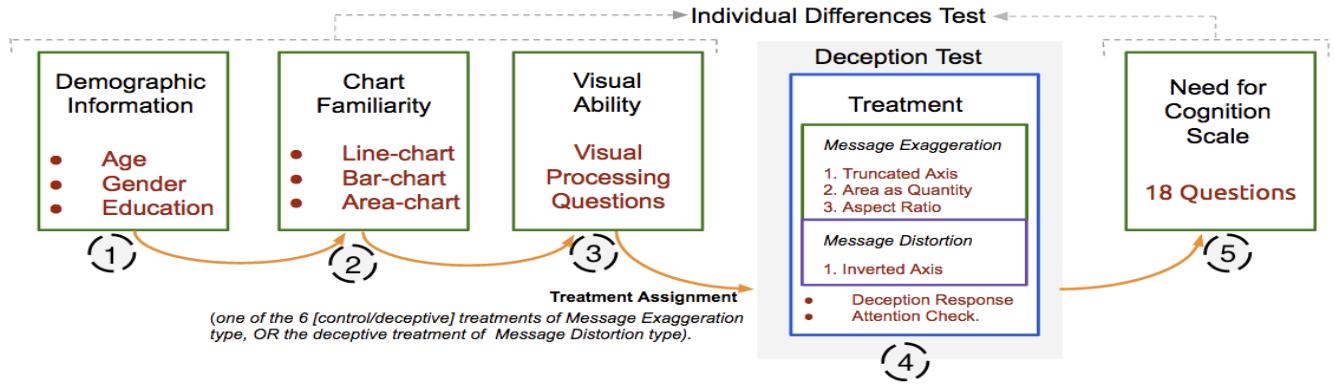 Individual Differences Test
Demographic
Information
• Age
• Gender
• Education
1
Chart
Familiarity
• Line-chart
• Bar-chart
• Area-chart
2
Visual
Ability
Visual
Processing
Questions
3
Treatment Assignment
(one of the 6 [control/deceptive] treatments of Message Exaggeration
type, OR the deceptive treatment of Message Distortion type).
Deception Test
Treatment
Message Exaggeration
1. Truncated Axis
2. Area as Quantity
3. Aspect Ratio
Message Distortion
1. Inverted Axis
• Deception Response
• Attention Check.
4
Need for
Cognition
Scale
18 Questions
5